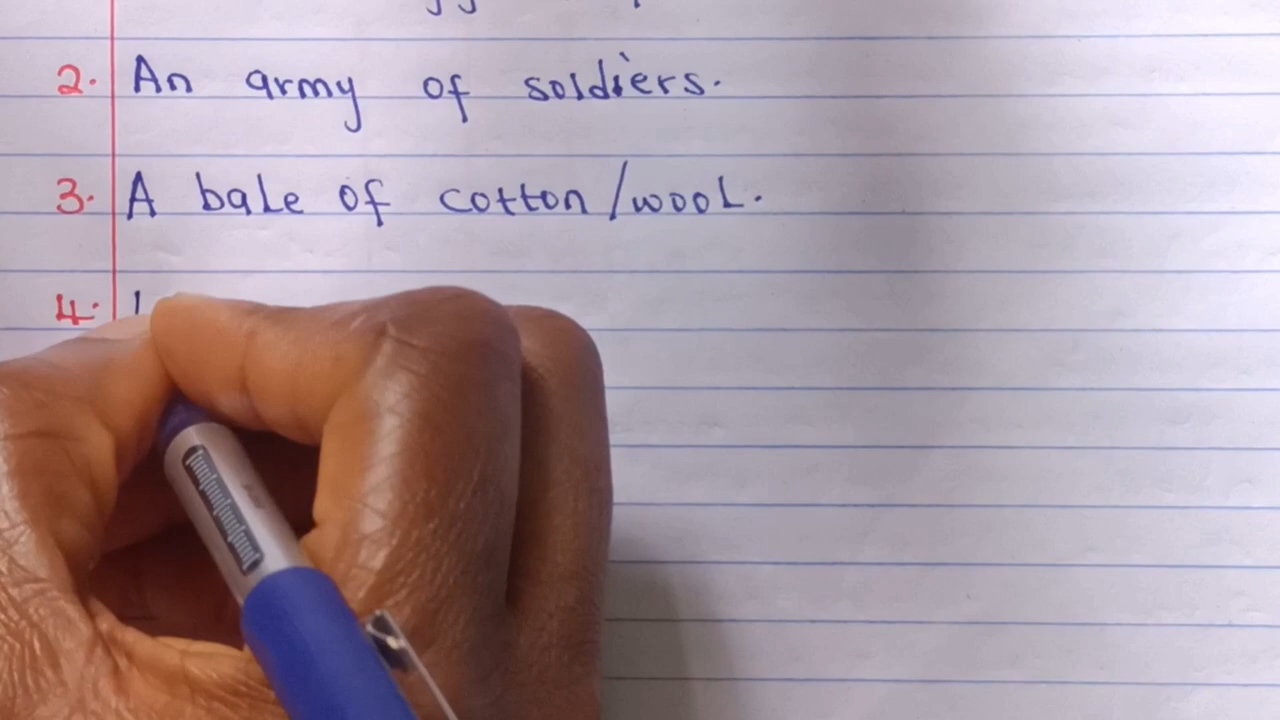 2. An army of soldiers.
3. A bale of cotton/wool.
4.